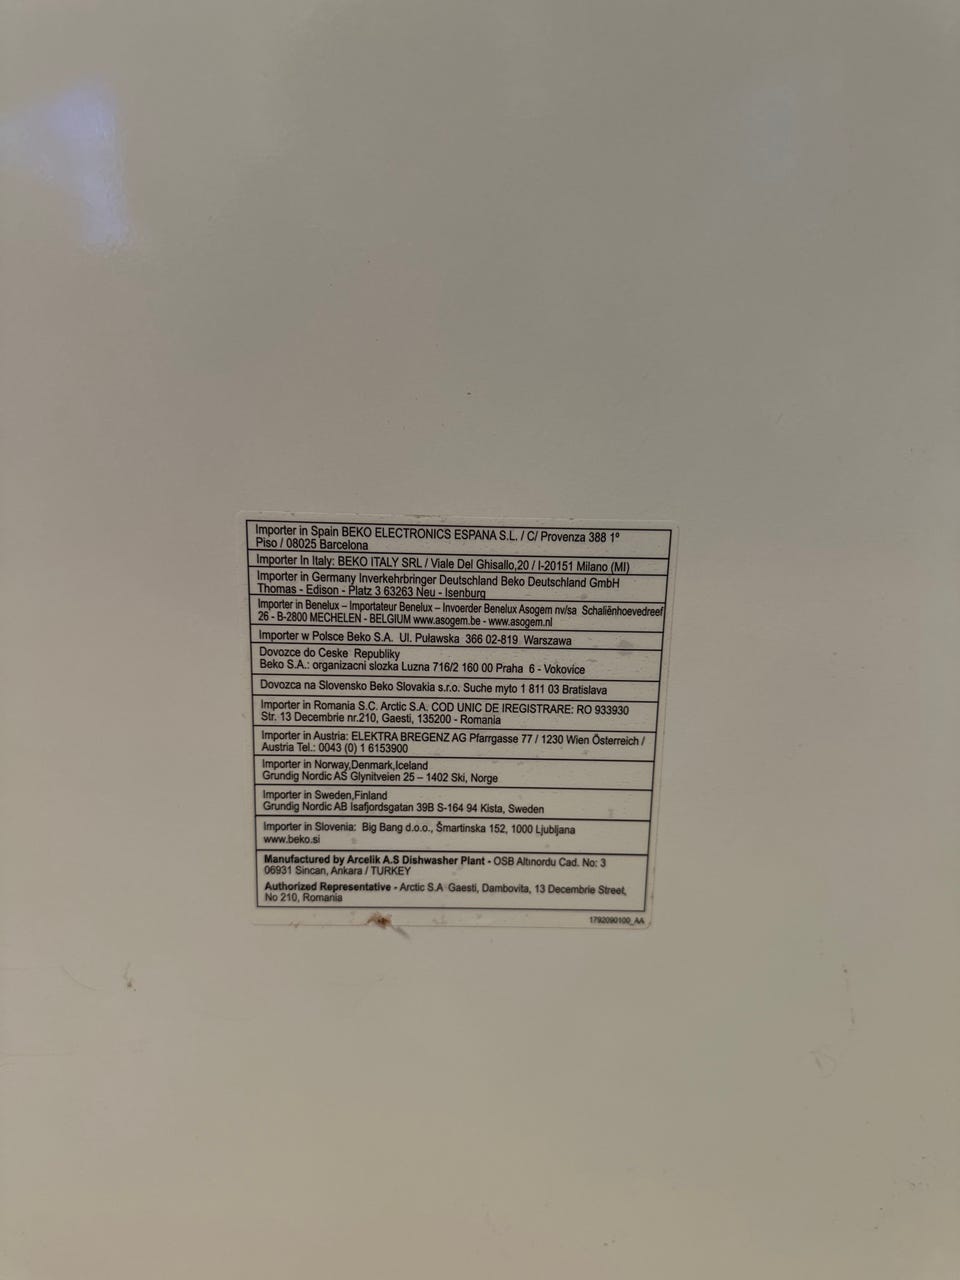 Importer in Spain BEKO ELECTRONICS ESPANA S.L. / C/ Provenza 388 1º
Piso / 08025 Barcelona
Importer In Italy: BEKO ITALY SRL / Viale Del Ghisallo,20 / I-20151 Milano (MI)
Importer in Germany Inverkehrbringer Deutschland Beko Deutschland GmbH
Thomas - Edison - Platz 3 63263 Neu - Isenburg
Importer in Benelux – Importateur Benelux – Invoerder Benelux Asogem nv/sa Schaliënhoevedreef
26 - B-2800 MECHELEN - BELGIUM www.asogem.be - www.asogem.nl
Importer w Polsce Beko S.A. Ul. Puławska 366 02-819 Warszawa
Dovozce do Ceske Republiky
Beko S.A.: organizacni slozka Luzna 716/2 160 00 Praha 6 - Vokovice
Dovozca na Slovensko Beko Slovakia s.r.o. Suche myto 1 811 03 Bratislava
Importer in Romania S.C. Arctic S.A. COD UNIC DE IREGISTRARE: RO 933930
Str. 13 Decembrie nr.210, Gaesti, 135200 - Romania
Importer in Austria: ELEKTRA BREGENZ AG Pfarrgasse 77 / 1230 Wien Österreich /
Austria Tel.: 0043 (0) 1 6153900
Importer in Norway,Denmark,Iceland
Grundig Nordic AS Glynitveien 25 – 1402 Ski, Norge
Importer in Sweden,Finland
Grundig Nordic AB Isafjordsgatan 39B S-164 94 Kista, Sweden
Importer in Slovenia: Big Bang d.o.o., Šmartinska 152, 1000 Ljubljana
www.beko.si
Manufactured by Arcelik A.S Dishwasher Plant - OSB Altınordu Cad. No: 3
06931 Sincan, Ankara / TURKEY
Authorized Representative - Arctic S.A Gaesti, Dambovita, 13 Decembrie Street,
No 210, Romania
1792090100_AA